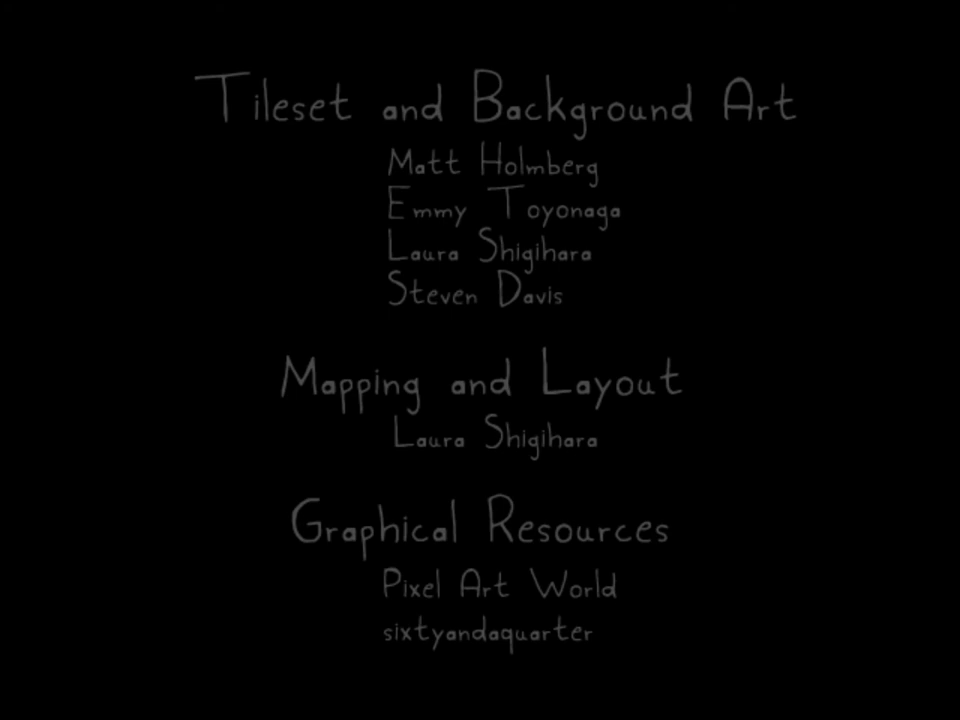 Tileset and Background Art
Matt Holmberg
Emmy Toyonaga
Laura Shigihara
Steven Davis
Mapping and Layout
Laura Shigihara
Graphical Resources
Pixel Art World
sixtyandaquarter